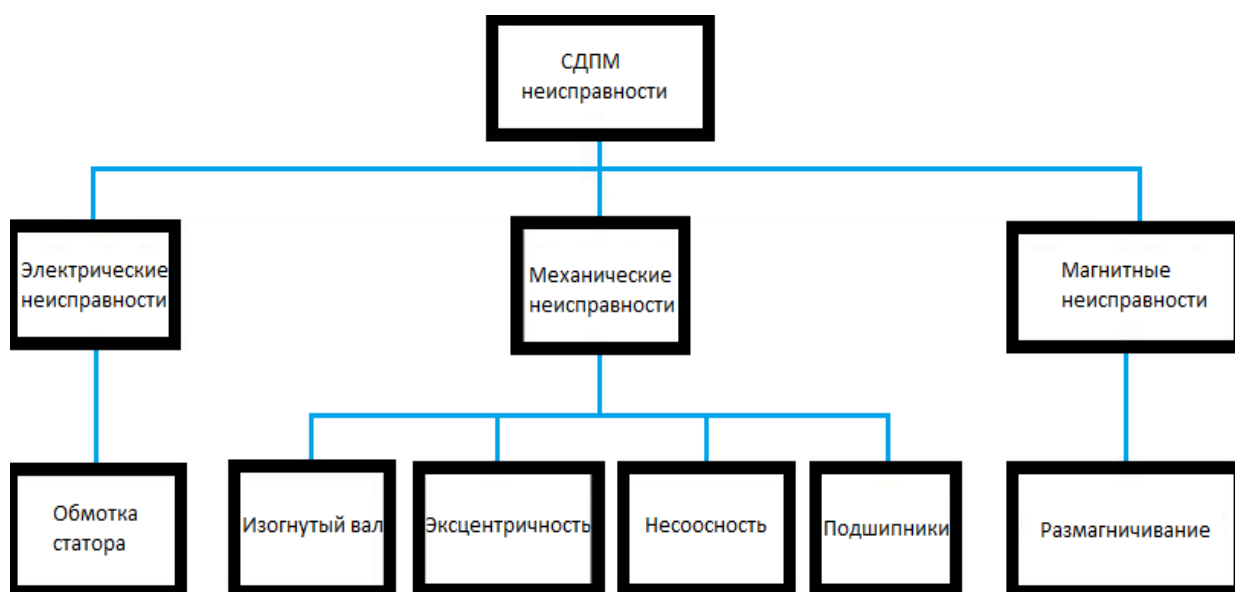 СДПМ
неисправности
Электрические
неисправности
Механические
неисправности
Магнитные
неисправности
Обмотка
статора
Изогнутый вал
Эксцентричность
Несоосность
Подшипники
Размагничивание